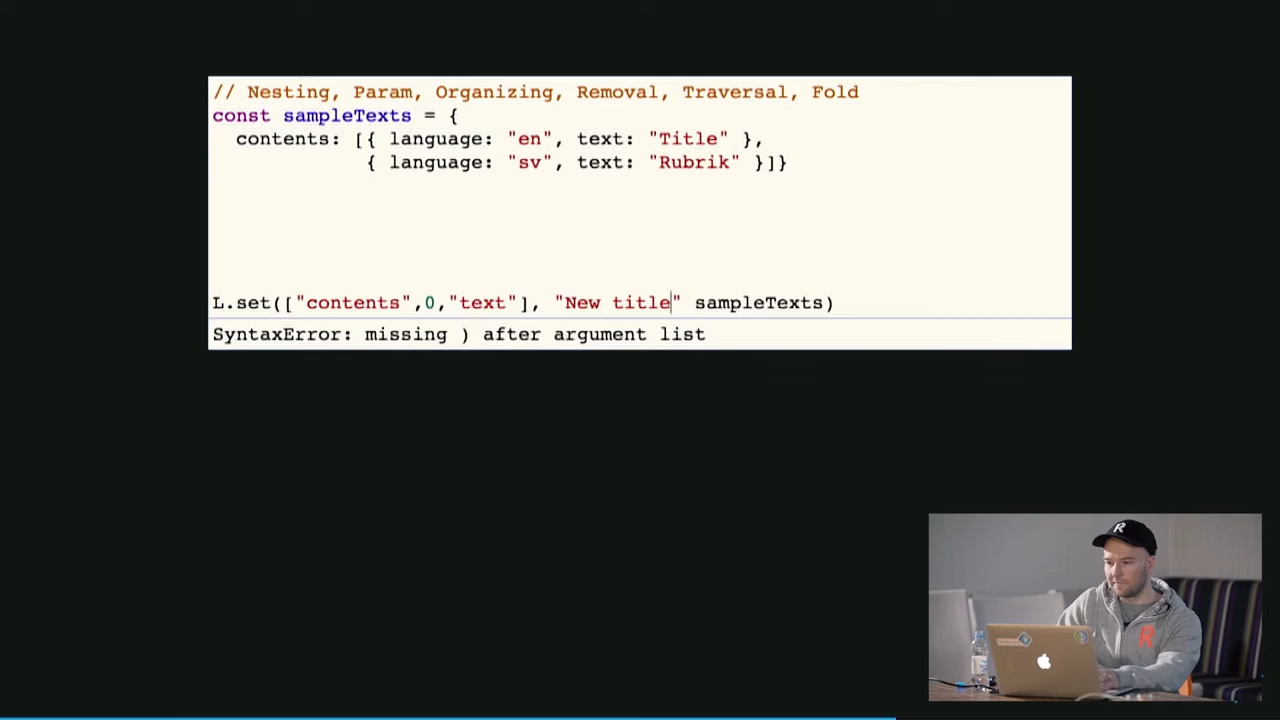 // Nesting, Param, Organizing, Removal, Traversal, Fold
const sampleTexts = {
  contents: [{ language: "en", text: "Title" },
             { language: "sv", text: "Rubrik" }]}
L.set(["contents",0,"text"], "New title" sampleTexts)
SyntaxError: missing ) after argument list
R
R